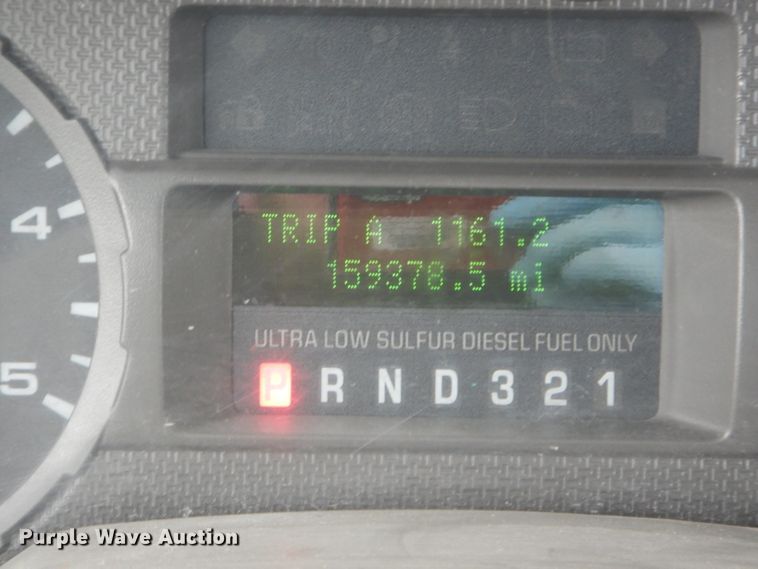 4
TRIP A 1161.2
159378.5 mi
ULTRA LOW SULFUR DIESEL FUEL ONLY
5
P R N D 3 2 1
Purple Wave Auction